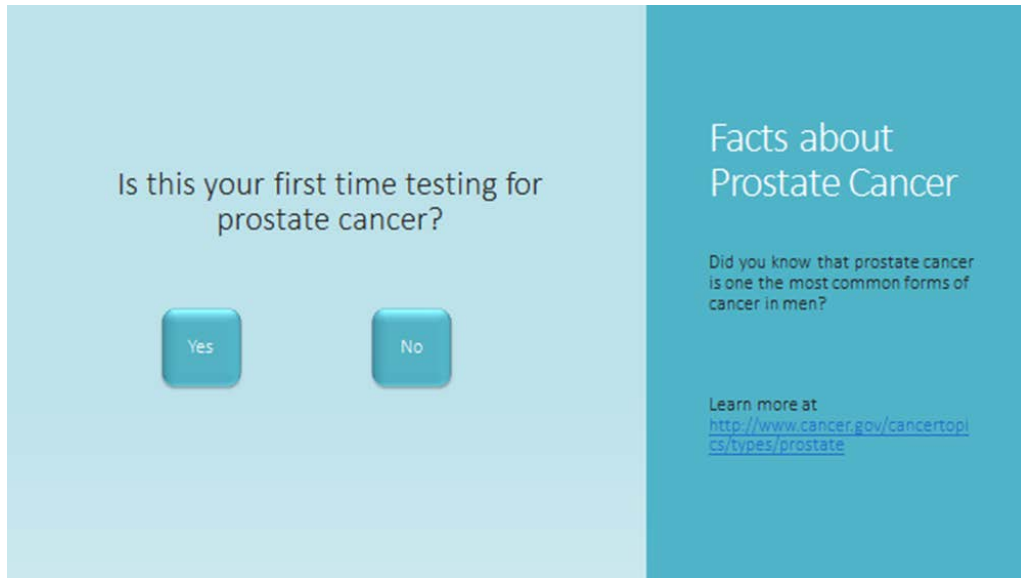 Is this your first time testing for
prostate cancer?
Yes
No
Facts about
Prostate Cancer
Did you know that prostate cancer
is one the most common forms of
cancer in men?
Learn more at
http://www.cancer.gov/cancertopi
cs/types/prostate